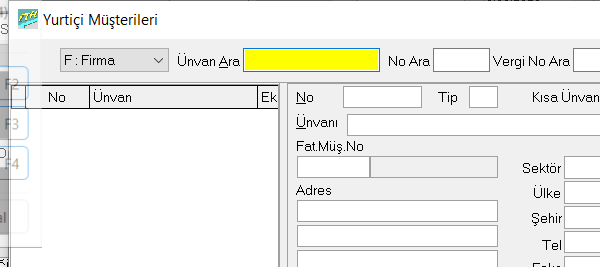 Yurtiçi Müşterileri
F : Firma Ünvan Ara No Ara Vergi No Ara
F2
No Ünvan Ek
No Tip Kısa Ünvan
F3
Ünvanı
Fat.Müş.No
F4
Sektör
Adres
Ülke
Şehir
Tel